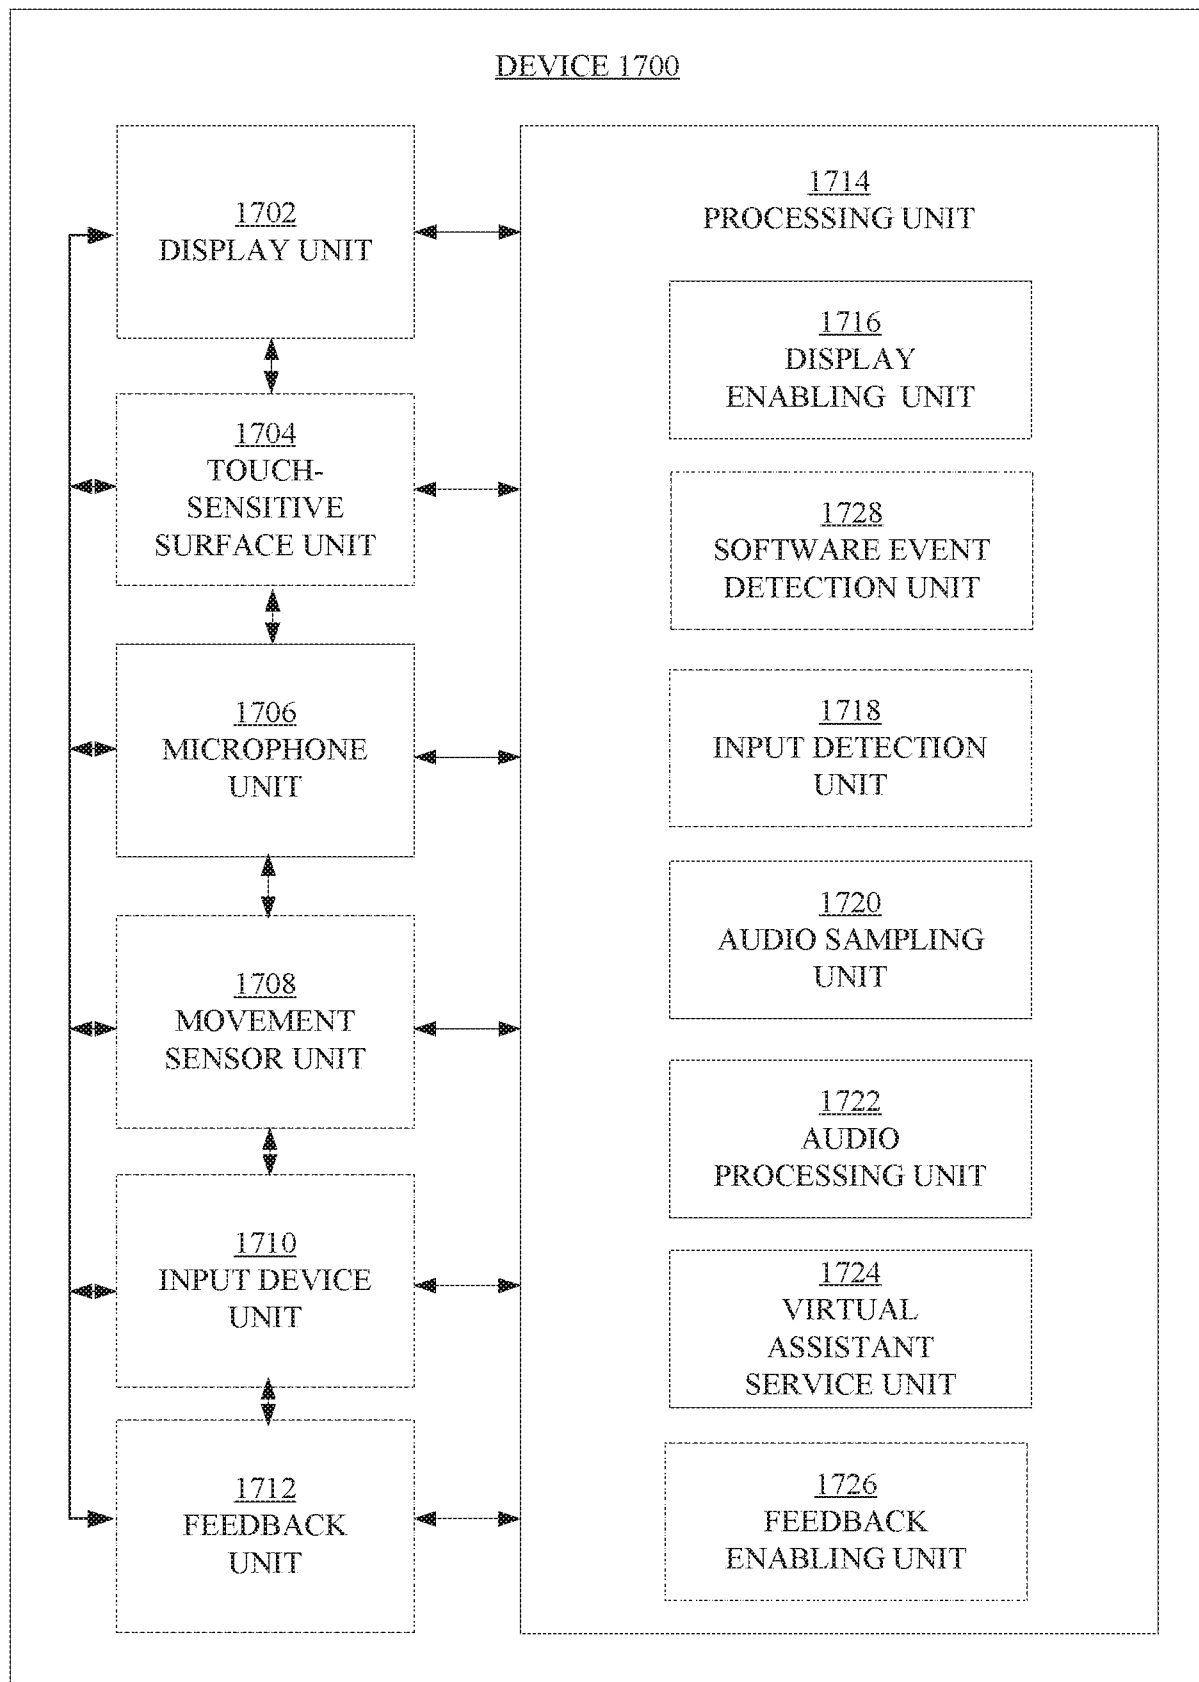 DEVICE 1700
1702
DISPLAY UNIT
1704
TOUCH-
SENSITIVE
SURFACE UNIT
1706
MICROPHONE
UNIT
1708
MOVEMENT
SENSOR UNIT
1710
INPUT DEVICE
UNIT
1712
FEEDBACK
UNIT
1714
PROCESSING UNIT
1716
DISPLAY
ENABLING UNIT
1728
SOFTWARE EVENT
DETECTION UNIT
1718
INPUT DETECTION
UNIT
1720
AUDIO SAMPLING
UNIT
1722
AUDIO
PROCESSING UNIT
1724
VIRTUAL
ASSISTANT
SERVICE UNIT
1726
FEEDBACK
ENABLING UNIT